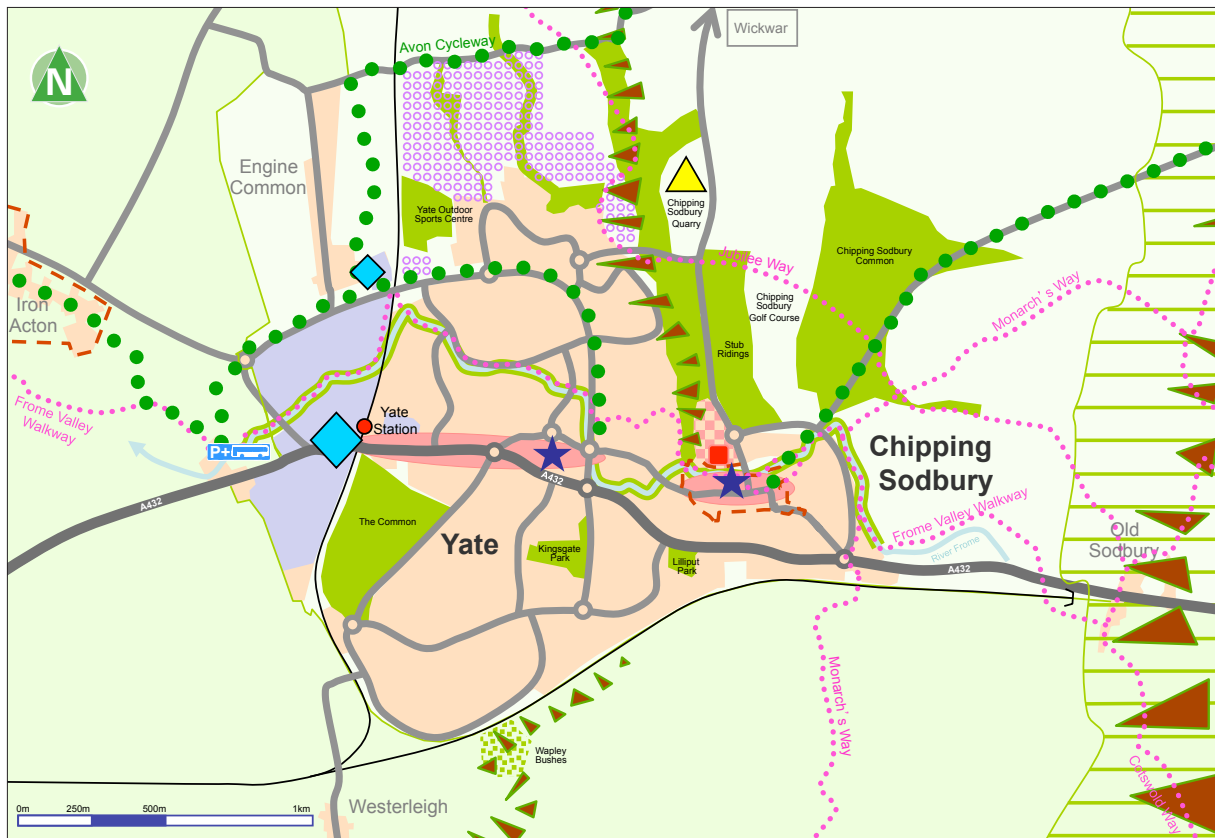 Wickwar
Avon Cycleway
N
Engine
Common
Yate Outdoor
Sports Centre
Chipping
Sodbury
Quarry
Jubilee Way
Chipping Sodbury
Common
Monarch's Way
Iron
Acton
Chipping
Sodbury
Golf Course
Stub
Ridings
Frome Valley
Walkway
Yate
Station
P+
A432
A432
Chipping
Sodbury
The Common
Yate
Kingsgate
Park
Lilliput
Park
Frome Valley Walkway
River Frome
Old
Sodbury
A432
Monarch's Way
Wapley
Bushes
Cotswold Way
Westerleigh
0m 250m 500m 1km